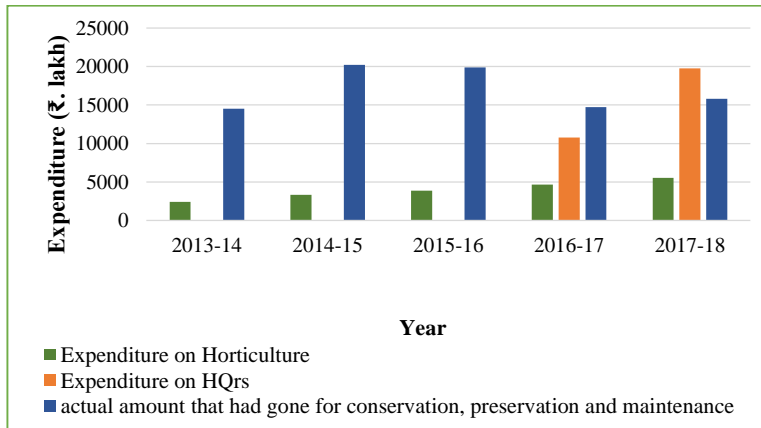 Expenditure (₹. lakh)
25000
20000
15000
10000
5000
0
2013-14 2014-15 2015-16 2016-17 2017-18
Year
Expenditure on Horticulture
Expenditure on HQrs
actual amount that had gone for conservation, preservation and maintenance